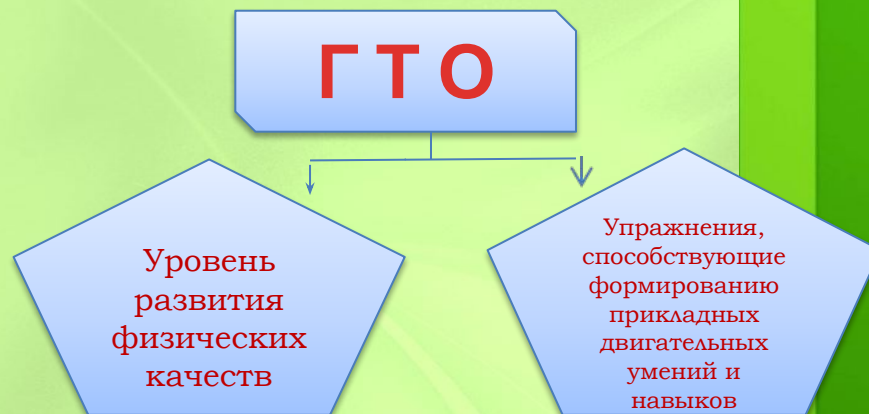 Г Т О
Уровень
развития
физических
качеств
Упражнения,
способствующие
формированию
прикладных
двигательных
умений и
навыков